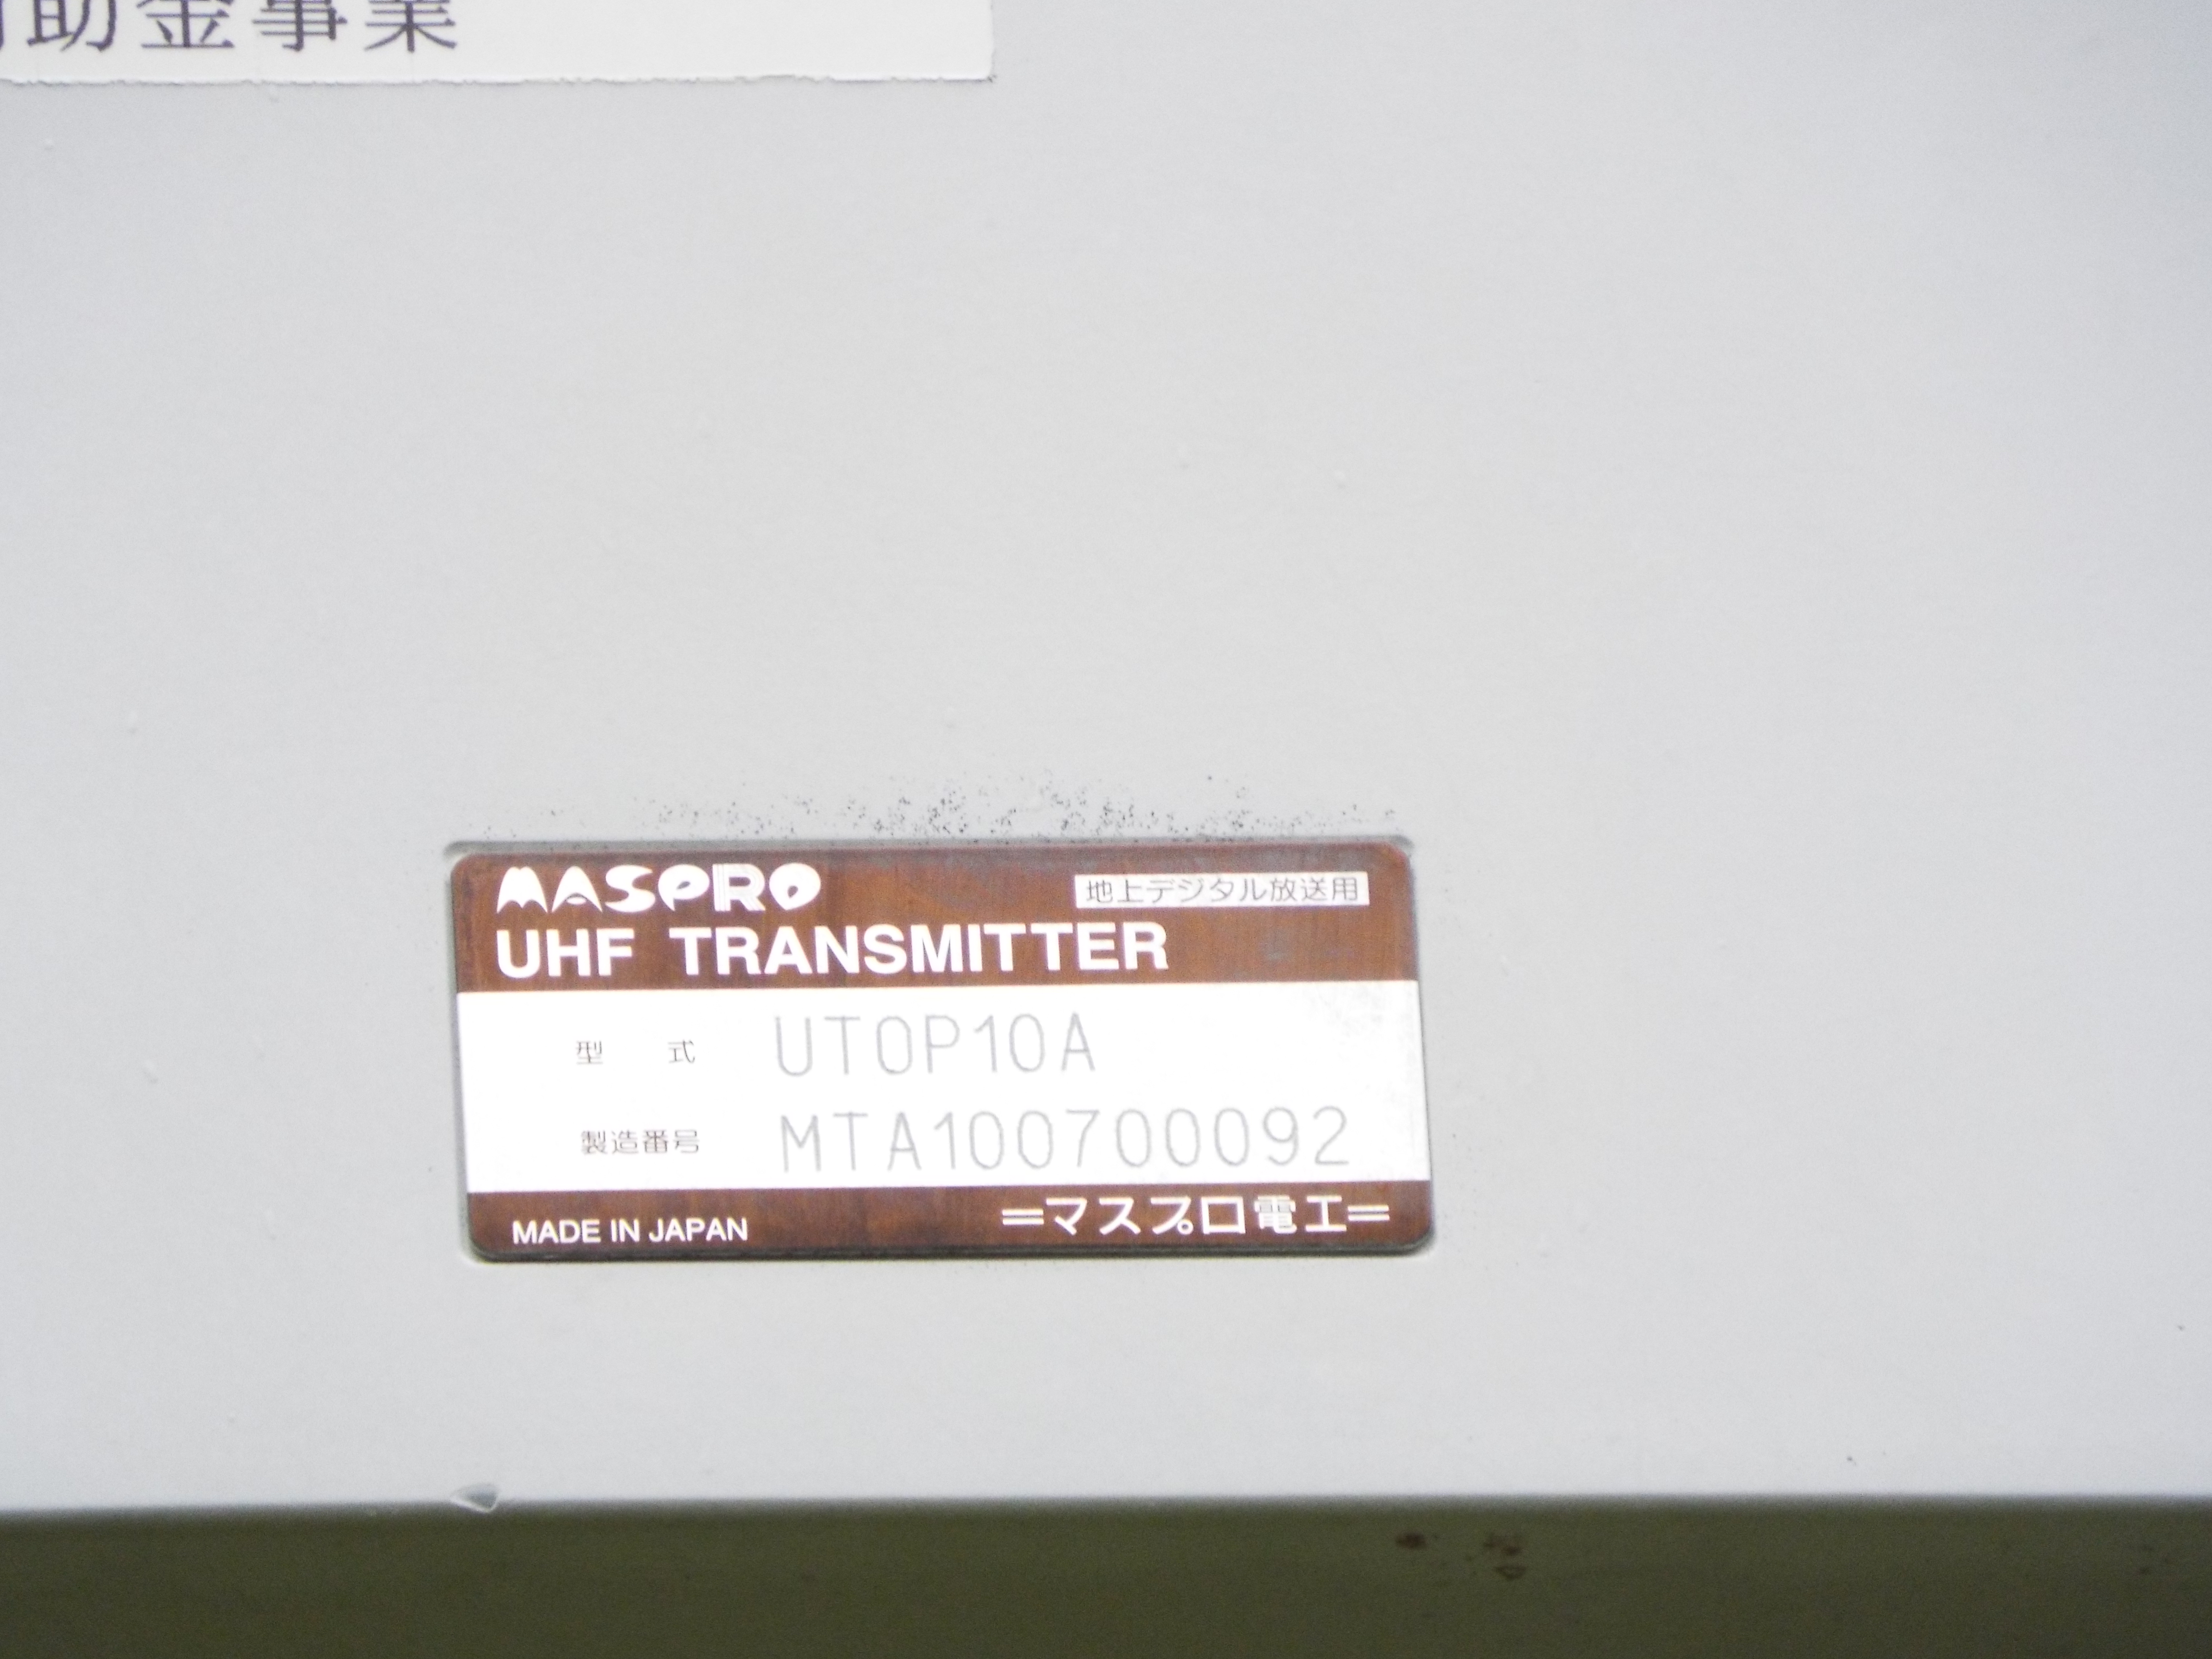 助金事業
MASPRO
地上デジタル放送用
UHF TRANSMITTER
型 式 UTOP10A
製造番号 MTA100700092
MADE IN JAPAN
=マスプロ電工=